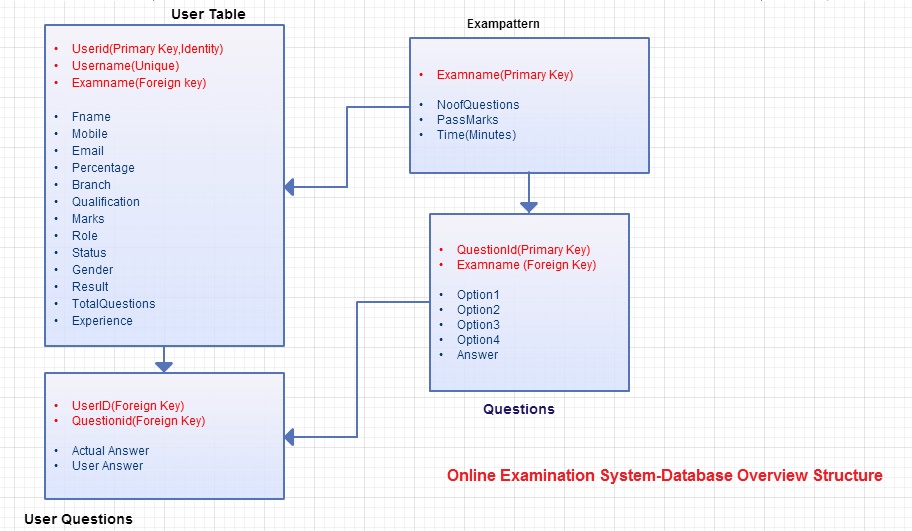 User Table
Userid(Primary Key,Identity)
Username(Unique)
Examname(Foreign key)
Fname
Mobile
Email
Percentage
Branch
Qualification
Marks
Role
Status
Gender
Result
TotalQuestions
Experience
Exampattern
Examname(Primary Key)
NoofQuestions
PassMarks
Time(Minutes)
QuestionId(Primary Key)
Examname (Foreign Key)
Option1
Option2
Option3
Option4
Answer
Questions
UserID(Foreign Key)
Questionid(Foreign Key)
Actual Answer
User Answer
User Questions
Online Examination System-Database Overview Structure